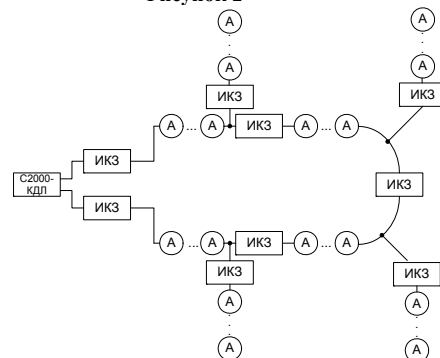 Рисунок 2
А А
. .
. .
. .
А А
ИКЗ ИКЗ
А ... А ИКЗ А ... А
ИКЗ
С2000-
КДЛ
ИКЗ
ИКЗ
А ... А ИКЗ А ... А
ИКЗ ИКЗ
А А
. .
. .
. .
А А